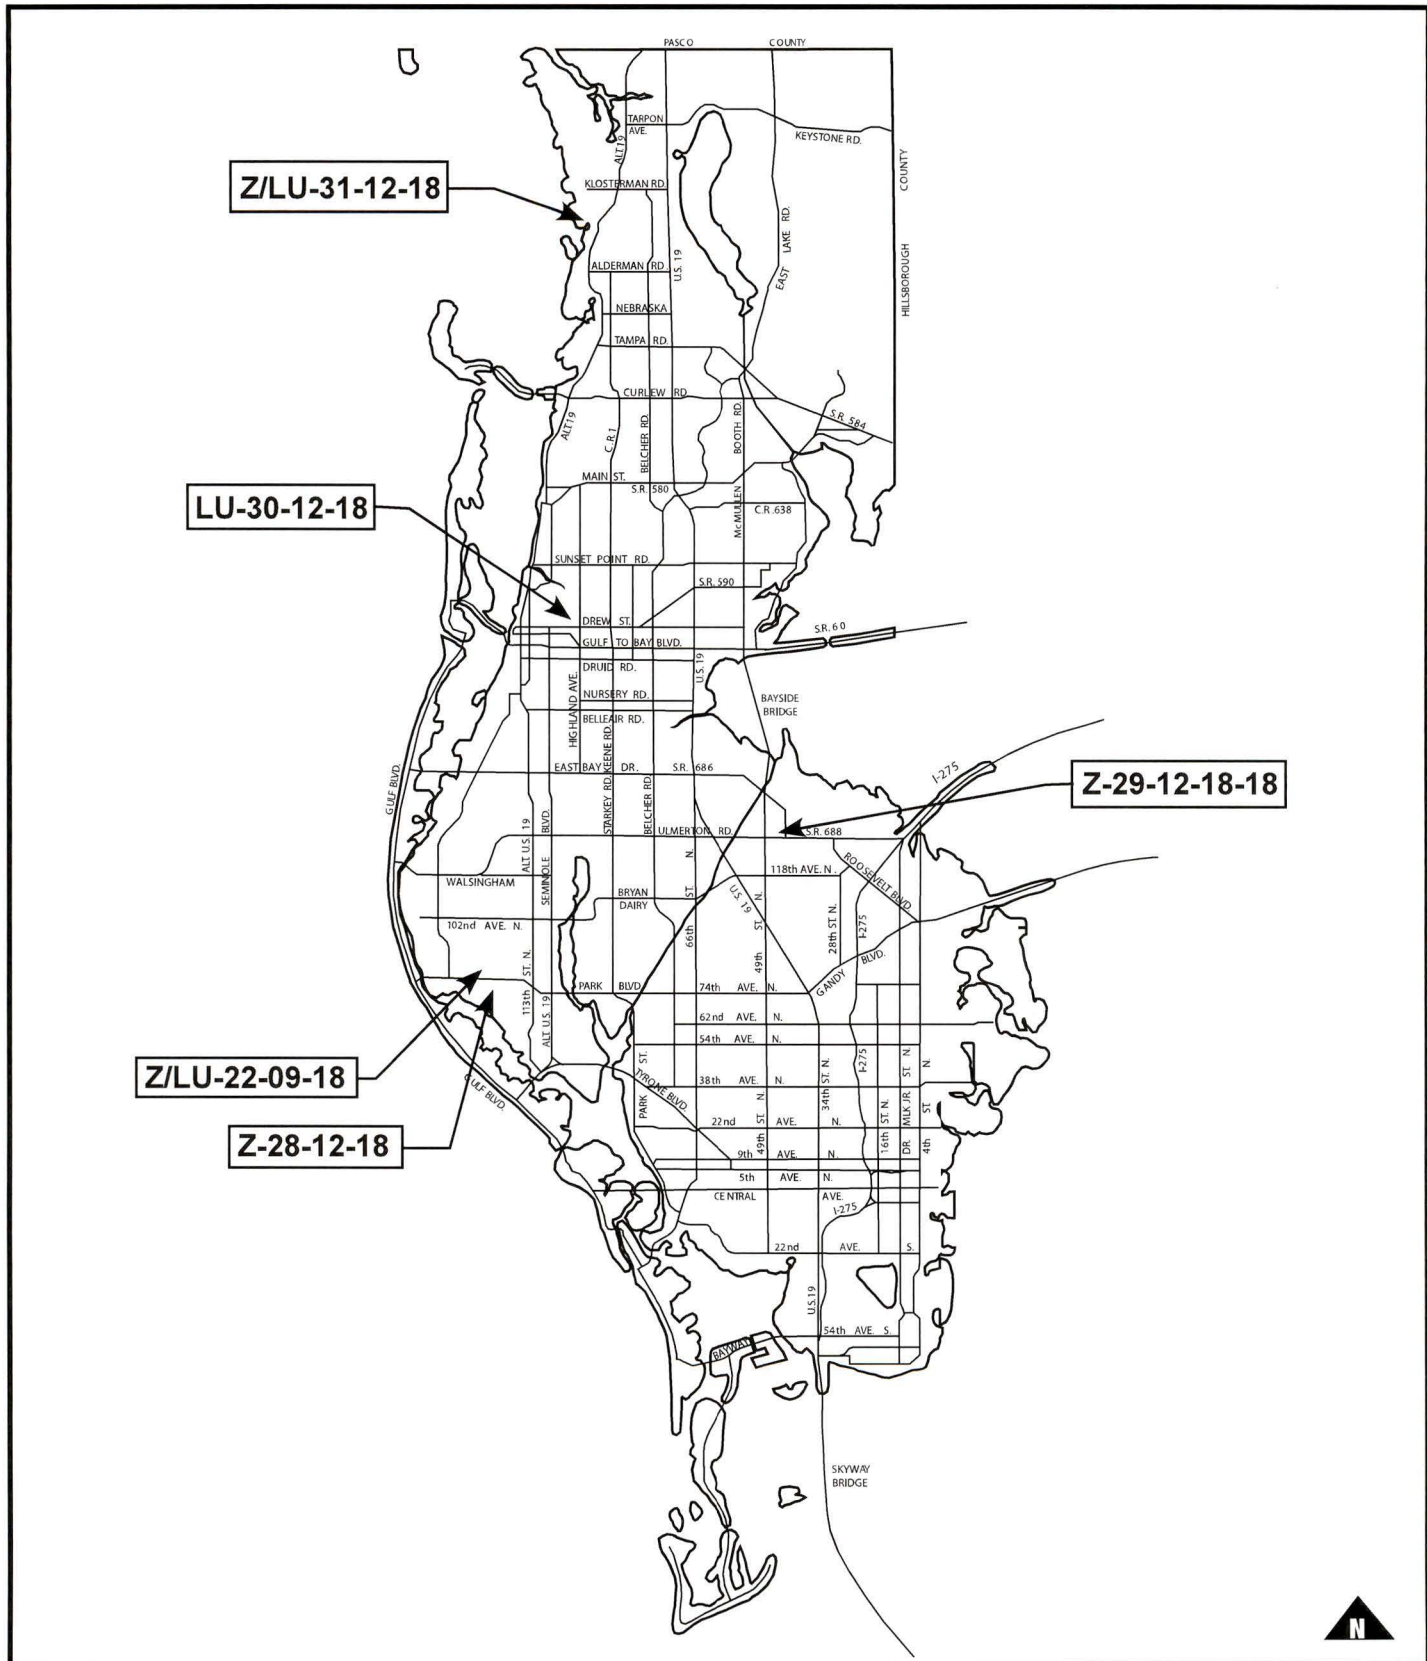 PASCO COUNTY
TARPON
AVE.
KEYSTONE RD.
ALT 19
COUNTY
Z/LU-31-12-18
KLOSTERMAN RD.
EAST LAKE RD.
U.S. 19
HILLSBOROUGH
ALDERMAN RD.
NEBRASKA
TAMPA RD.
CURLEW RD
S.R. 584
ALT 19
C.R.1
BELCHER RD.
BOOTH RD.
MAIN ST.
S.R. 580
LU-30-12-18
McMULLEN
C.R.638
SUNSET POINT RD.
S.R. 590
DREW ST.
S.R. 60
GULF TO BAY BLVD.
DRUID RD.
U.S. 19
HIGHLAND AVE.
NURSERY RD.
BAYSIDE
BRIDGE
BELLEAIR RD.
STARKEY RD. KEENE RD.
EAST BAY DR. S.R. 686
I-275
Z-29-12-18-18
GULF BLVD.
BELCHER RD.
ALT U.S. 19
SEMINOLE BLVD.
ULMERTON RD.
S.R. 688
ROOSEVELT BLVD
118th AVE. N.
WALSINGHAM
BRYAN
DAIRY
66th ST. N.
U.S. 19
49th ST. N.
28th ST N.
I-275
102nd AVE. N.
GANDY BLVD.
113th ST. N.
ALT U.S. 19
PARK BLVD
74th AVE. N.
62nd AVE. N.
54th AVE. N.
Z/LU-22-09-18
GULF BLVD.
PARK ST.
TYRONE BLVD.
38th AVE. N.
34th ST. N.
I-275
16th ST. N.
DR. MLK JR. ST. N.
4th ST. N.
22nd AVE. N.
49th ST. N.
Z-28-12-18
9th AVE. N.
5th AVE. N.
CENTRAL AVE.
I-275
22nd AVE. S.
U.S.19
54th AVE. S.
BAYWAY
SKYWAY
BRIDGE
N